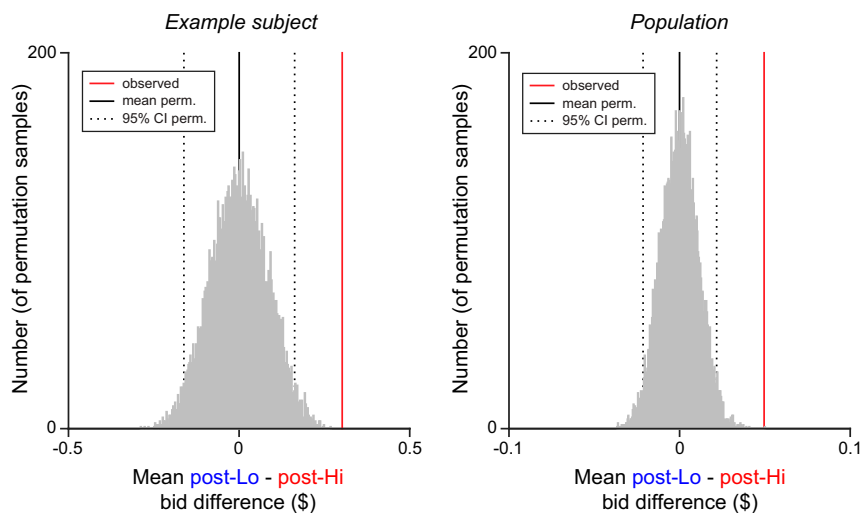 Example subject
200
observed
mean perm.
95% CI perm.
Number (of permutation samples)
0
-0.5
0
0.5
Mean post-Lo - post-Hi
bid difference ($)
Population
200
observed
mean perm.
95% CI perm.
Number (of permutation samples)
0
-0.1
0
0.1
Mean post-Lo - post-Hi
bid difference ($)